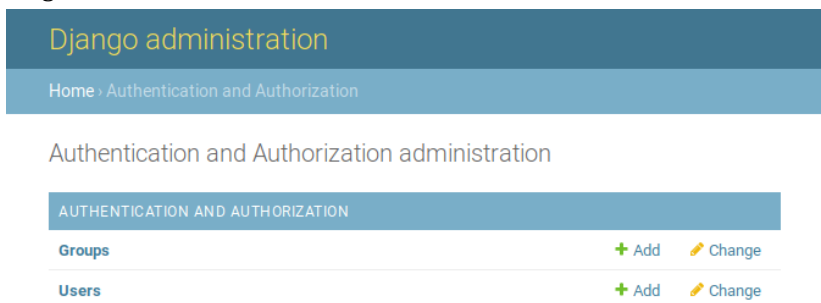 Django administration
Home › Authentication and Authorization
Authentication and Authorization administration
AUTHENTICATION AND AUTHORIZATION
Groups Add Change
Users Add Change